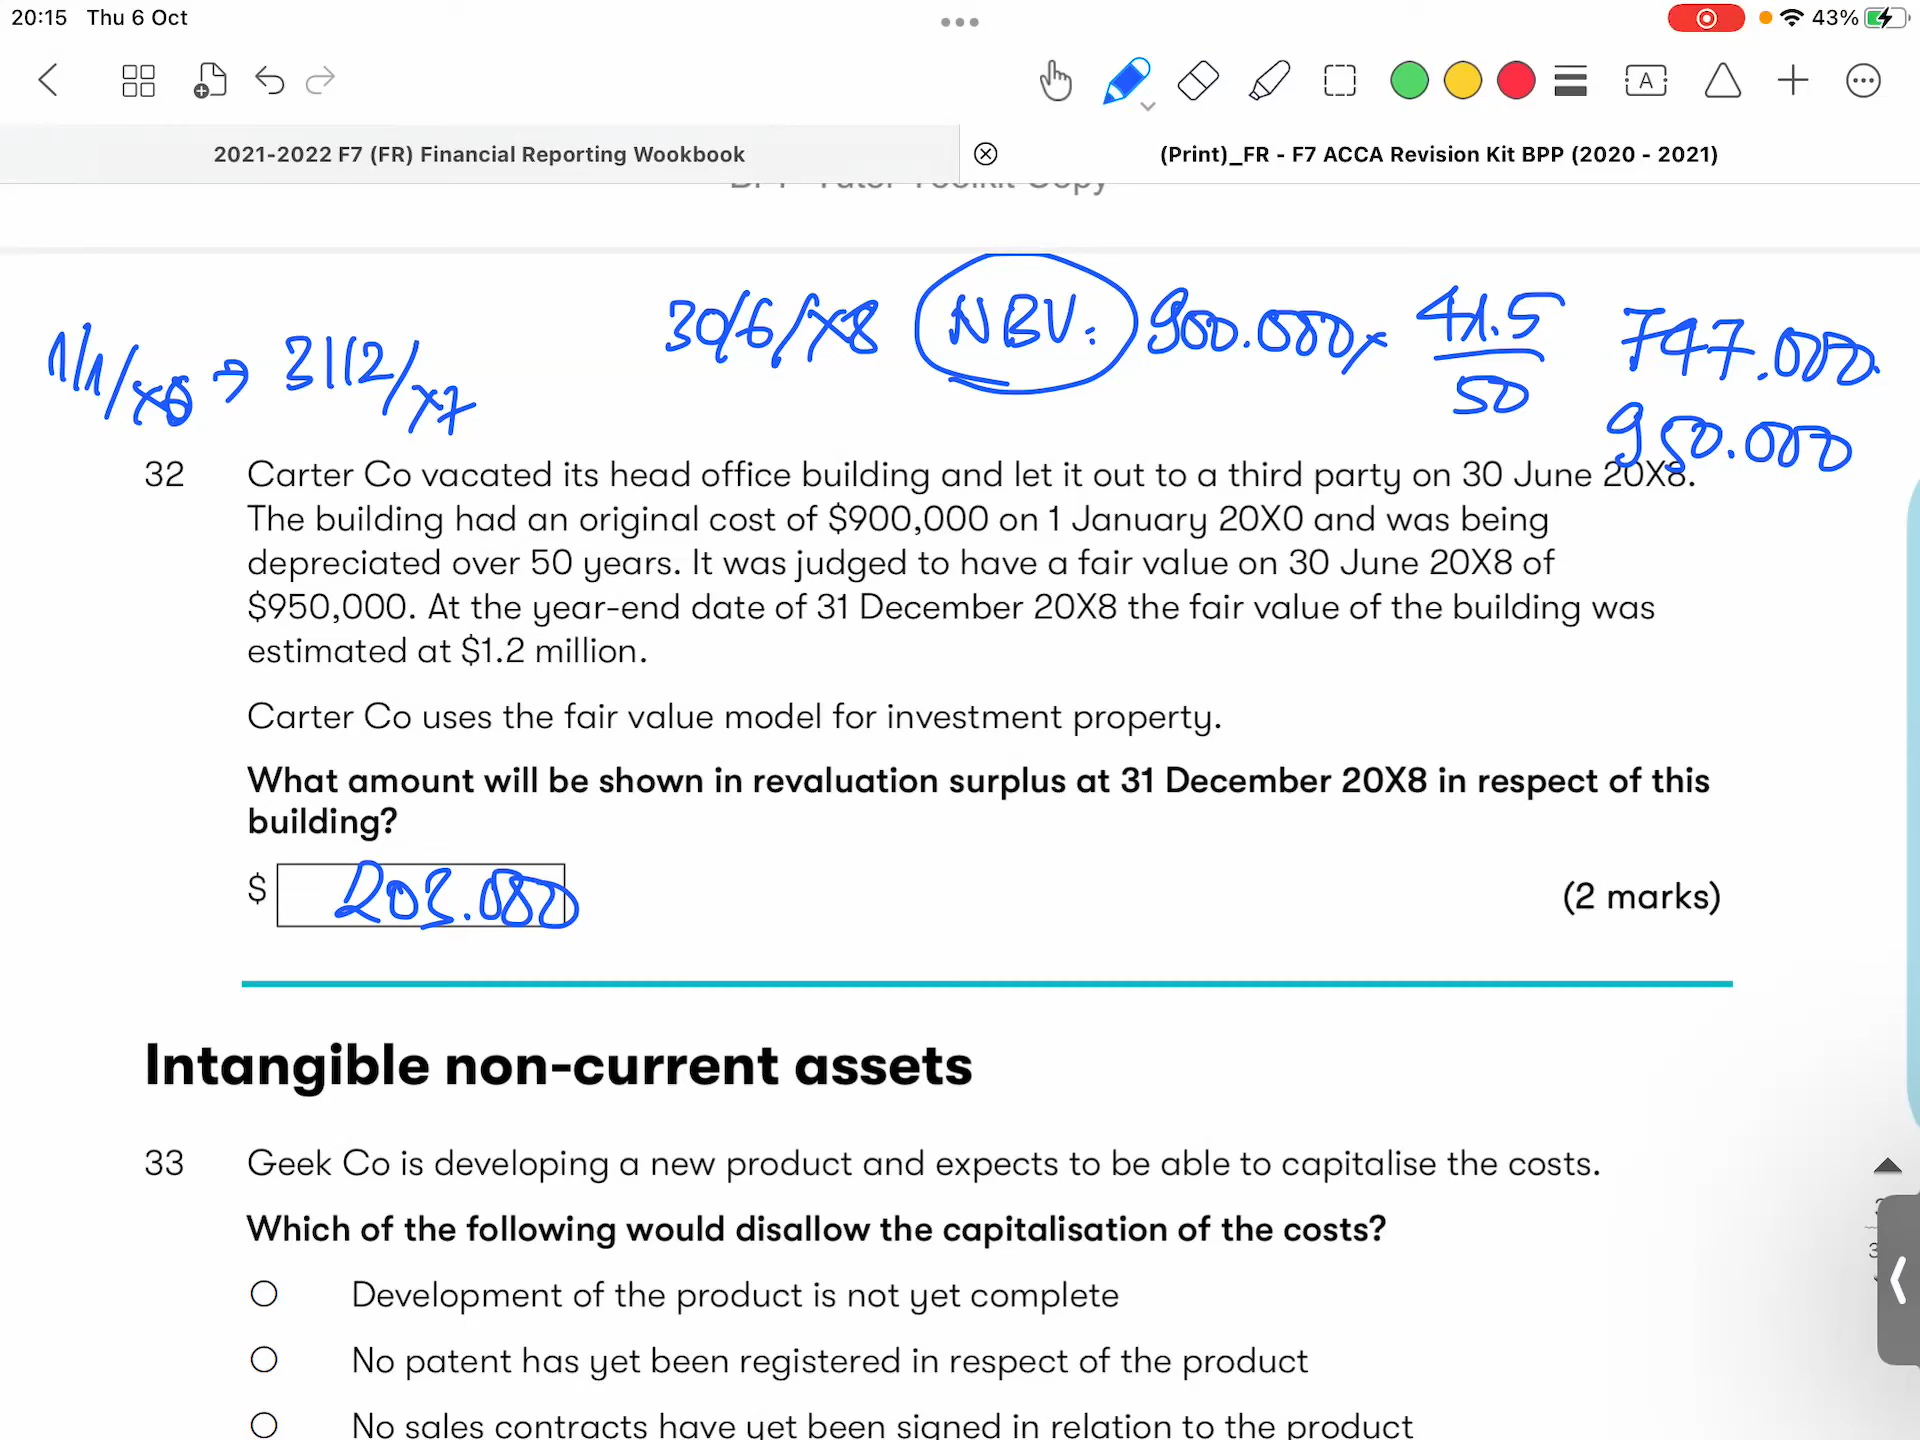 20:15 Thu 6 Oct
43%
A
2021-2022 F7 (FR) Financial Reporting Wookbook
(Print)_FR - F7 ACCA Revision Kit BPP (2020 - 2021)
30/6/X8 NBV: 900.000 x 41.5 / 50 747.000
1/1/X0 → 31/12/X7
950.000
32 Carter Co vacated its head office building and let it out to a third party on 30 June 20X8.
The building had an original cost of $900,000 on 1 January 20X0 and was being
depreciated over 50 years. It was judged to have a fair value on 30 June 20X8 of
$950,000. At the year-end date of 31 December 20X8 the fair value of the building was
estimated at $1.2 million.
Carter Co uses the fair value model for investment property.
What amount will be shown in revaluation surplus at 31 December 20X8 in respect of this
building?
$ 203.000 (2 marks)
Intangible non-current assets
33 Geek Co is developing a new product and expects to be able to capitalise the costs.
Which of the following would disallow the capitalisation of the costs?
Development of the product is not yet complete
No patent has yet been registered in respect of the product
No sales contracts have yet been signed in relation to the product